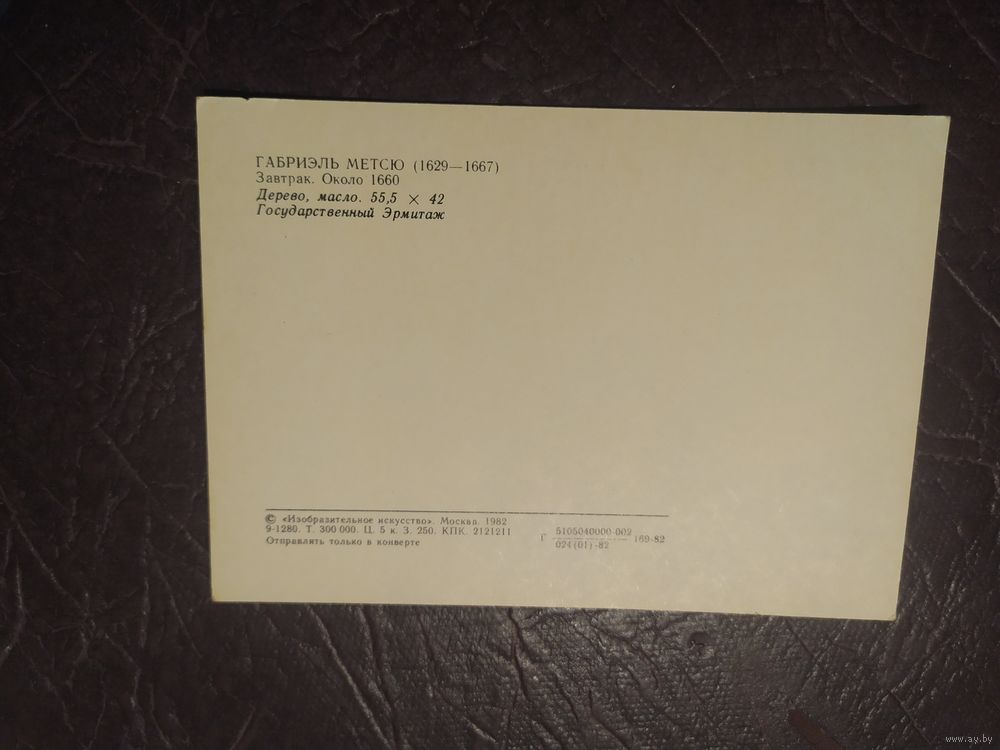 ГАБРИЭЛЬ МЕТСЮ (1629—1667)
Завтрак. Около 1660
Дерево, масло. 55,5 × 42
Государственный Эрмитаж
© «Изобразительное искусство». Москва. 1982
9-1280. Т. 300 000. Ц. 5 к. З. 250. КПК. 2121211
Отправлять только в конверте
Г 5105040000-002 169-82
024(01)-82
www.ay.by